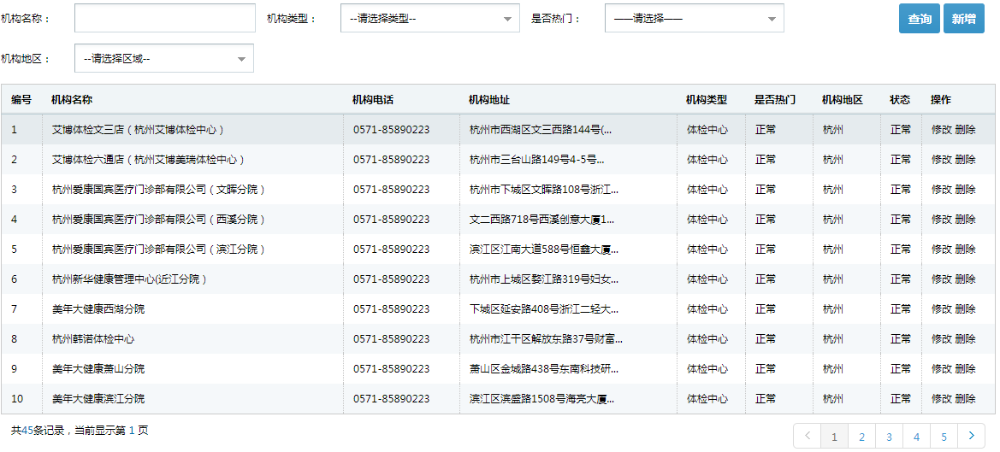 机构名称： 机构类型： --请选择类型-- 是否热门： ——请选择—— 查询 新增
机构地区： --请选择区域--
编号 机构名称 机构电话 机构地址 机构类型 是否热门 机构地区 状态 操作
1 艾博体检文三店（杭州艾博体检中心） 0571-85890223 杭州市西湖区文三西路144号(... 体检中心 正常 杭州 正常 修改 删除
2 艾博体检六通店（杭州艾博美瑞体检中心） 0571-85890223 杭州市三台山路149号4-5号... 体检中心 正常 杭州 正常 修改 删除
3 杭州爱康国宾医疗门诊部有限公司（文晖分院） 0571-85890223 杭州市下城区文晖路108号浙江... 体检中心 正常 杭州 正常 修改 删除
4 杭州爱康国宾医疗门诊部有限公司（西溪分院） 0571-85890223 文二西路718号西溪创意大厦1... 体检中心 正常 杭州 正常 修改 删除
5 杭州爱康国宾医疗门诊部有限公司（滨江分院） 0571-85890223 滨江区江南大道588号恒鑫大厦... 体检中心 正常 杭州 正常 修改 删除
6 杭州新华健康管理中心(近江分院） 0571-85890223 杭州市上城区婺江路319号妇女... 体检中心 正常 杭州 正常 修改 删除
7 美年大健康西湖分院 0571-85890223 下城区延安路408号浙江二轻大... 体检中心 正常 杭州 正常 修改 删除
8 杭州韩诺体检中心 0571-85890223 杭州市江干区解放东路37号财富... 体检中心 正常 杭州 正常 修改 删除
9 美年大健康萧山分院 0571-85890223 萧山区金城路438号东南科技研... 体检中心 正常 杭州 正常 修改 删除
10 美年大健康滨江分院 0571-85890223 滨江区滨盛路1508号海亮大厦... 体检中心 正常 杭州 正常 修改 删除
共45条记录，当前显示第 1 页 1 2 3 4 5